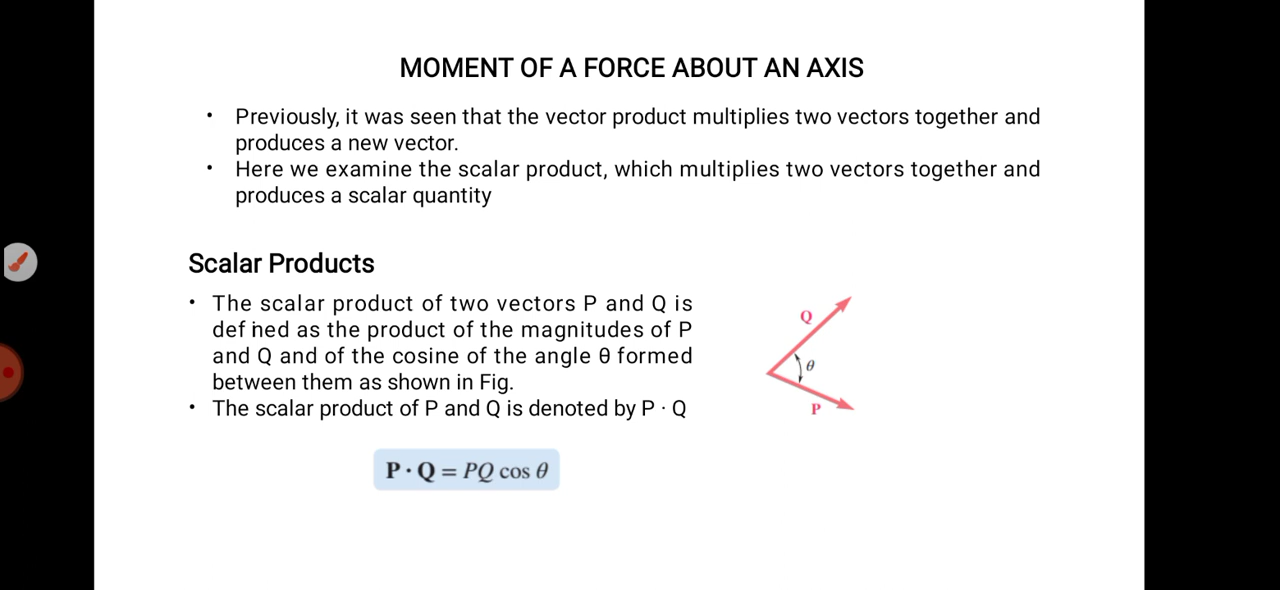 MOMENT OF A FORCE ABOUT AN AXIS
• Previously, it was seen that the vector product multiplies two vectors together and
produces a new vector.
• Here we examine the scalar product, which multiplies two vectors together and
produces a scalar quantity
Scalar Products
• The scalar product of two vectors P and Q is
def ined as the product of the magnitudes of P
and Q and of the cosine of the angle θ formed
between them as shown in Fig.
• The scalar product of P and Q is denoted by P · Q
Q
θ
P
P · Q = PQ cos θ